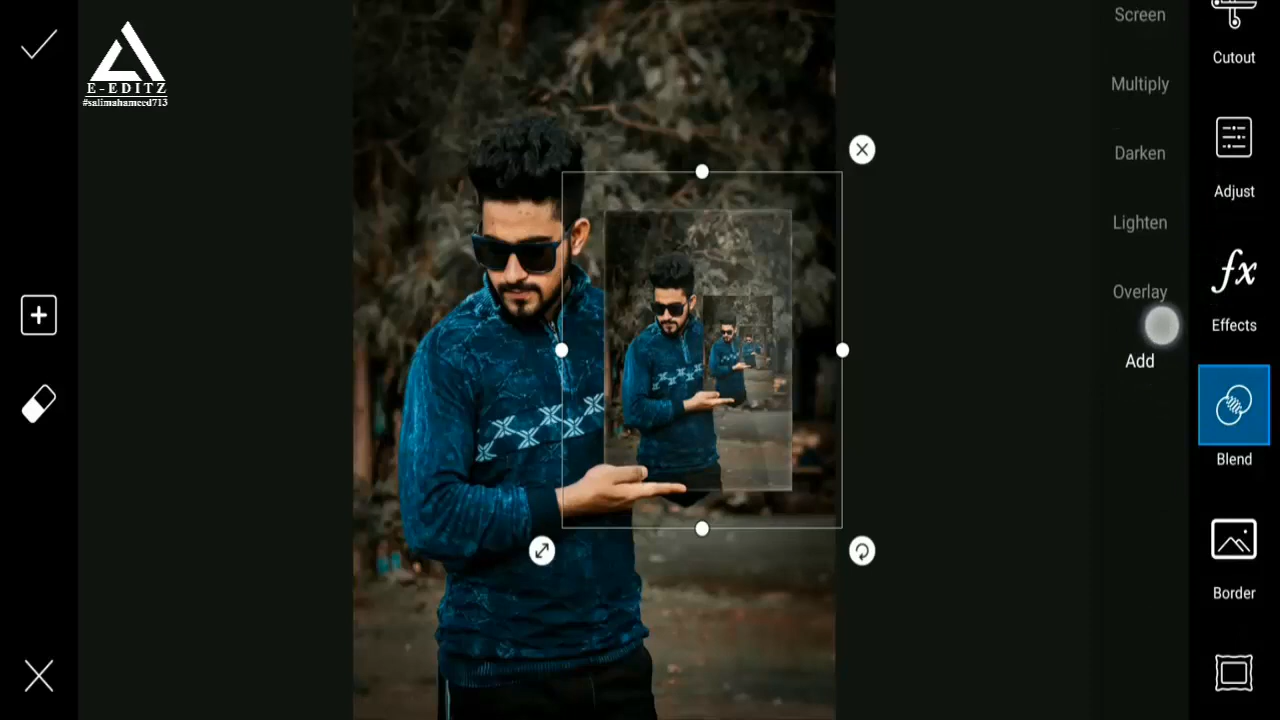 E-EDITZ
#salimahameed713
Screen
Multiply
Darken
Lighten
Overlay
Add
Cutout
Adjust
fx
Effects
Blend
Border